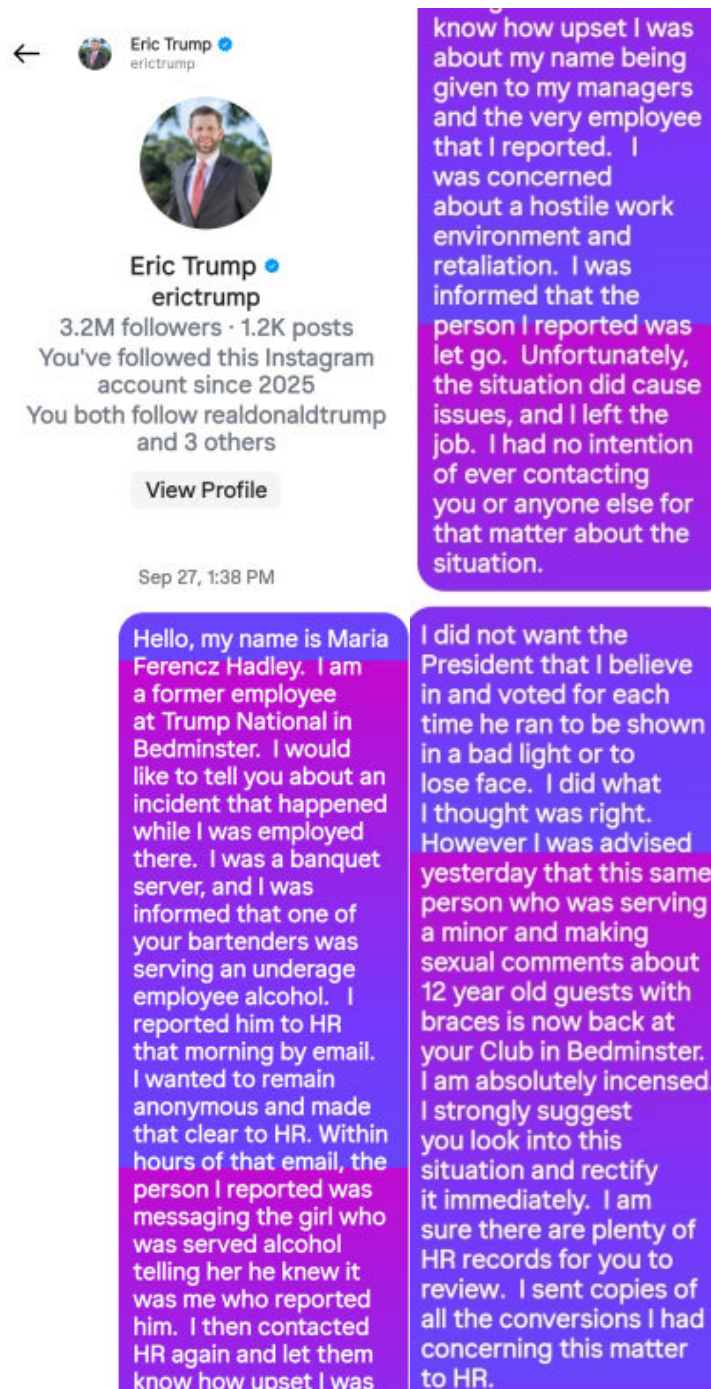 Eric Trump
erictrump
Eric Trump
erictrump
3.2M followers · 1.2K posts
You've followed this Instagram
account since 2025
You both follow realdonaldtrump
and 3 others
View Profile
Sep 27, 1:38 PM
Hello, my name is Maria
Ferencz Hadley. I am
a former employee
at Trump National in
Bedminster. I would
like to tell you about an
incident that happened
while I was employed
there. I was a banquet
server, and I was
informed that one of
your bartenders was
serving an underage
employee alcohol. I
reported him to HR
that morning by email.
I wanted to remain
anonymous and made
that clear to HR. Within
hours of that email, the
person I reported was
messaging the girl who
was served alcohol
telling her he knew it
was me who reported
him. I then contacted
HR again and let them
know how upset I was
know how upset I was
about my name being
given to my managers
and the very employee
that I reported. I
was concerned
about a hostile work
environment and
retaliation. I was
informed that the
person I reported was
let go. Unfortunately,
the situation did cause
issues, and I left the
job. I had no intention
of ever contacting
you or anyone else for
that matter about the
situation.
I did not want the
President that I believe
in and voted for each
time he ran to be shown
in a bad light or to
lose face. I did what
I thought was right.
However I was advised
yesterday that this same
person who was serving
a minor and making
sexual comments about
12 year old guests with
braces is now back at
your Club in Bedminster.
I am absolutely incensed.
I strongly suggest
you look into this
situation and rectify
it immediately. I am
sure there are plenty of
HR records for you to
review. I sent copies of
all the conversions I had
concerning this matter
to HR.